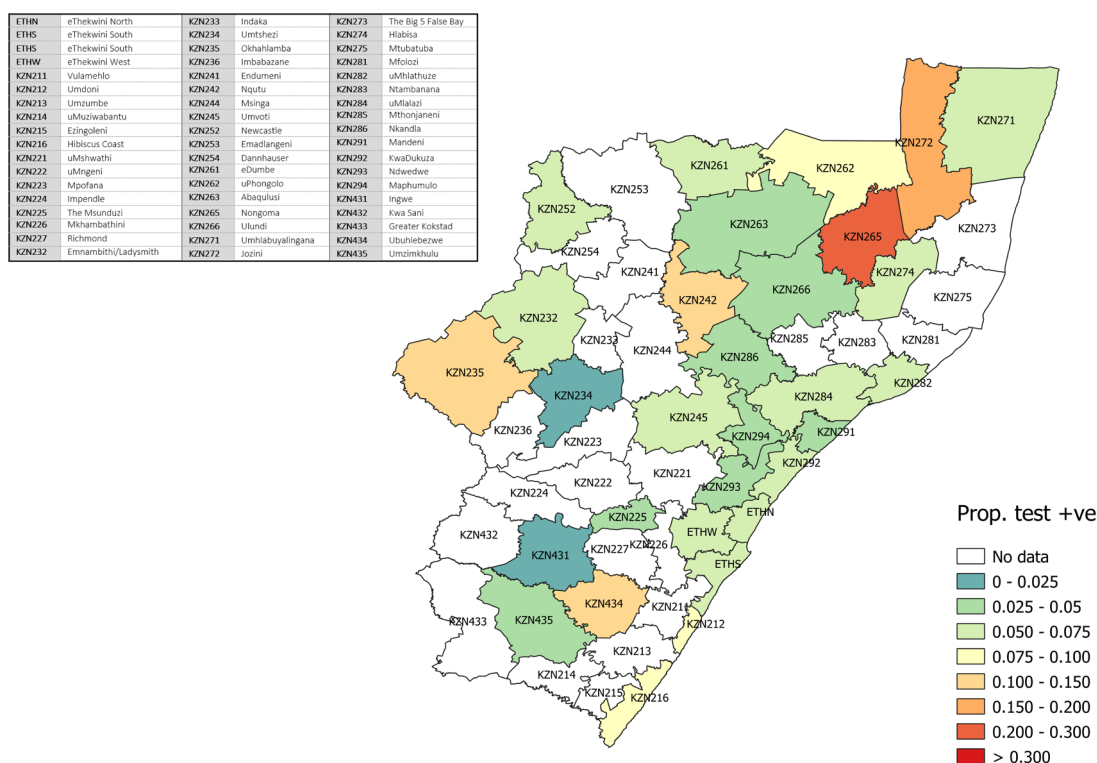 ETHN eThekwini North KZN233 Indaka KZN273 The Big 5 False Bay
ETHS eThekwini South KZN234 Umtshezi KZN274 Hlabisa
ETHS eThekwini South KZN235 Okhahlamba KZN275 Mtubatuba
ETHW eThekwini West KZN236 Imbabazane KZN281 Mfolozi
KZN211 Vulamehlo KZN241 Endumeni KZN282 uMhlathuze
KZN212 Umdoni KZN242 Nqutu KZN283 Ntambanana
KZN213 Umzumbe KZN244 Msinga KZN284 uMlalazi
KZN214 uMuziwabantu KZN245 Umvoti KZN285 Mthonjaneni
KZN215 Ezingoleni KZN252 Newcastle KZN286 Nkandla
KZN216 Hibiscus Coast KZN253 Emadlangeni KZN291 Mandeni
KZN221 uMshwathi KZN254 Dannhauser KZN292 KwaDukuza
KZN222 uMngeni KZN261 eDumbe KZN293 Ndwedwe
KZN223 Mpofana KZN262 uPhongolo KZN294 Maphumulo
KZN224 Impendle KZN263 Abaqulusi KZN431 Ingwe
KZN225 The Msunduzi KZN265 Nongoma KZN432 Kwa Sani
KZN226 Mkhambathini KZN266 Ulundi KZN433 Greater Kokstad
KZN227 Richmond KZN271 Umhlabuyalingana KZN434 Ubuhlebezwe
KZN232 Emnambithi/Ladysmith KZN272 Jozini KZN435 Umzimkhulu
KZN271
KZN272
KZN261
KZN262
KZN253
KZN252
KZN263
KZN273
KZN265
KZN254
KZN241
KZN274
KZN266
KZN275
KZN242
KZN232
KZN233
KZN285
KZN283
KZN281
KZN244
KZN286
KZN235
KZN282
KZN234
KZN284
KZN245
KZN236
KZN223
KZN294
KZN291
KZN292
KZN221
KZN222
KZN293
KZN224
ETHN
KZN225
KZN432
ETHW
KZN431
KZN227
KZN226
ETHS
KZN434
KZN211
KZN433
KZN435
KZN212
KZN213
KZN214
KZN215
KZN216
Prop. test +ve
No data
0 - 0.025
0.025 - 0.05
0.050 - 0.075
0.075 - 0.100
0.100 - 0.150
0.150 - 0.200
0.200 - 0.300
> 0.300